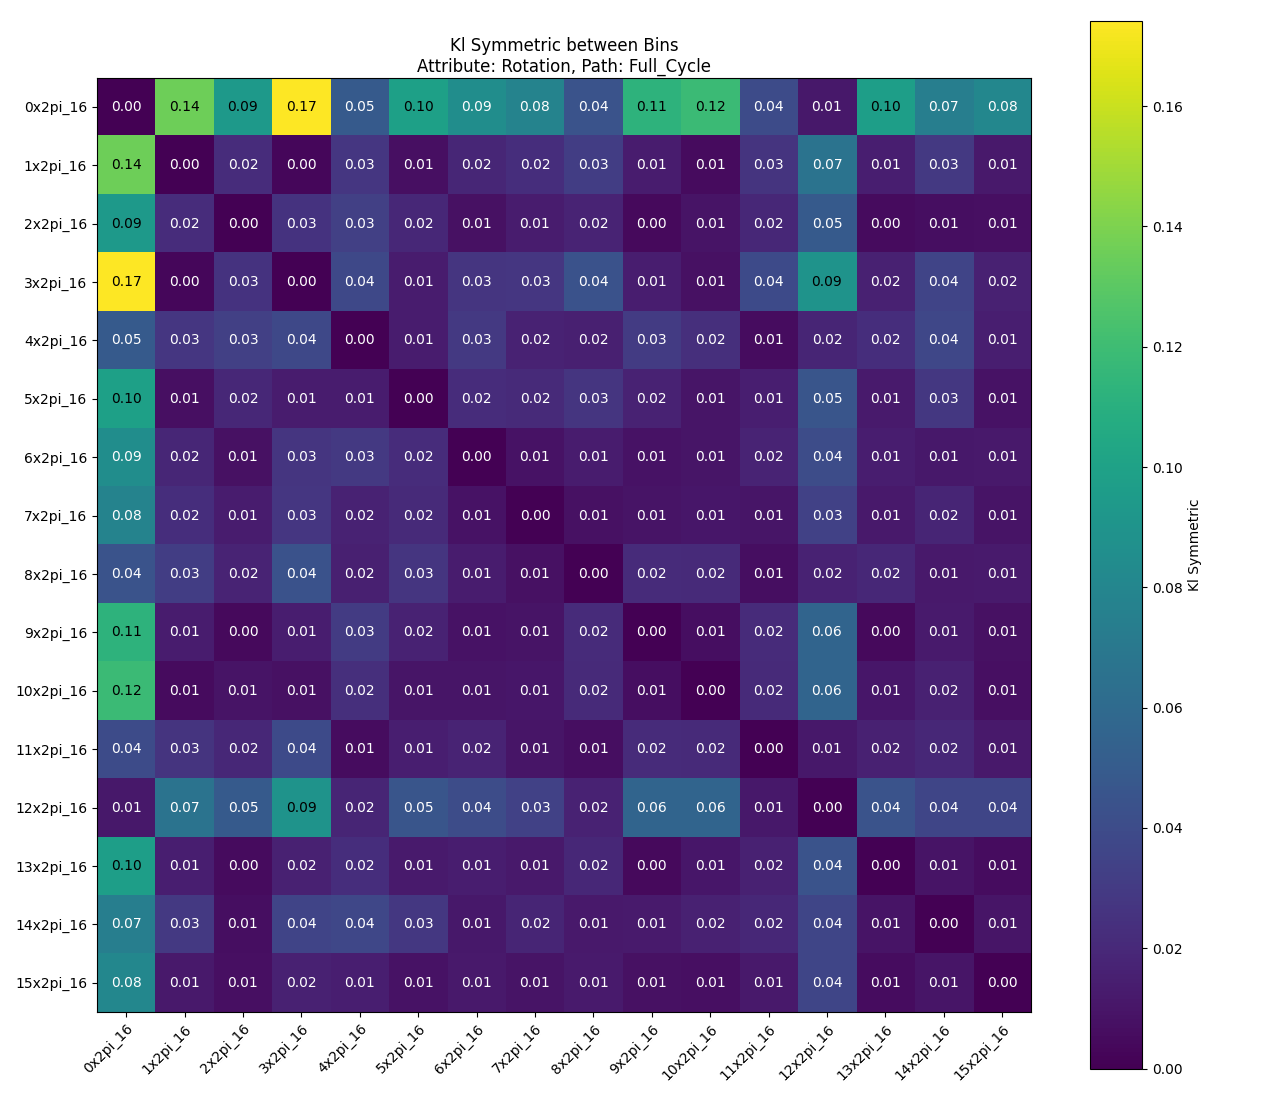 Kl Symmetric between Bins
Attribute: Rotation, Path: Full_Cycle
0x2pi_16 0.00 0.14 0.09 0.17 0.05 0.10 0.09 0.08 0.04 0.11 0.12 0.04 0.01 0.10 0.07 0.08
1x2pi_16 0.14 0.00 0.02 0.00 0.03 0.01 0.02 0.02 0.03 0.01 0.01 0.03 0.07 0.01 0.03 0.01
2x2pi_16 0.09 0.02 0.00 0.03 0.03 0.02 0.01 0.01 0.02 0.00 0.01 0.02 0.05 0.00 0.01 0.01
3x2pi_16 0.17 0.00 0.03 0.00 0.04 0.01 0.03 0.03 0.04 0.01 0.01 0.04 0.09 0.02 0.04 0.02
4x2pi_16 0.05 0.03 0.03 0.04 0.00 0.01 0.03 0.02 0.02 0.03 0.02 0.01 0.02 0.02 0.04 0.01
5x2pi_16 0.10 0.01 0.02 0.01 0.01 0.00 0.02 0.02 0.03 0.02 0.01 0.01 0.05 0.01 0.03 0.01
6x2pi_16 0.09 0.02 0.01 0.03 0.03 0.02 0.00 0.01 0.01 0.01 0.01 0.02 0.04 0.01 0.01 0.01
7x2pi_16 0.08 0.02 0.01 0.03 0.02 0.02 0.01 0.00 0.01 0.01 0.01 0.01 0.03 0.01 0.02 0.01
8x2pi_16 0.04 0.03 0.02 0.04 0.02 0.03 0.01 0.01 0.00 0.02 0.02 0.01 0.02 0.02 0.01 0.01
9x2pi_16 0.11 0.01 0.00 0.01 0.03 0.02 0.01 0.01 0.02 0.00 0.01 0.02 0.06 0.00 0.01 0.01
10x2pi_16 0.12 0.01 0.01 0.01 0.02 0.01 0.01 0.01 0.02 0.01 0.00 0.02 0.06 0.01 0.02 0.01
11x2pi_16 0.04 0.03 0.02 0.04 0.01 0.01 0.02 0.01 0.01 0.02 0.02 0.00 0.01 0.02 0.02 0.01
12x2pi_16 0.01 0.07 0.05 0.09 0.02 0.05 0.04 0.03 0.02 0.06 0.06 0.01 0.00 0.04 0.04 0.04
13x2pi_16 0.10 0.01 0.00 0.02 0.02 0.01 0.01 0.01 0.02 0.00 0.01 0.02 0.04 0.00 0.01 0.01
14x2pi_16 0.07 0.03 0.01 0.04 0.04 0.03 0.01 0.02 0.01 0.01 0.02 0.02 0.04 0.01 0.00 0.01
15x2pi_16 0.08 0.01 0.01 0.02 0.01 0.01 0.01 0.01 0.01 0.01 0.01 0.01 0.04 0.01 0.01 0.00
0x2pi_16 1x2pi_16 2x2pi_16 3x2pi_16 4x2pi_16 5x2pi_16 6x2pi_16 7x2pi_16 8x2pi_16 9x2pi_16 10x2pi_16 11x2pi_16 12x2pi_16 13x2pi_16 14x2pi_16 15x2pi_16
0.16
0.14
0.12
0.10
0.08
0.06
0.04
0.02
0.00
Kl Symmetric